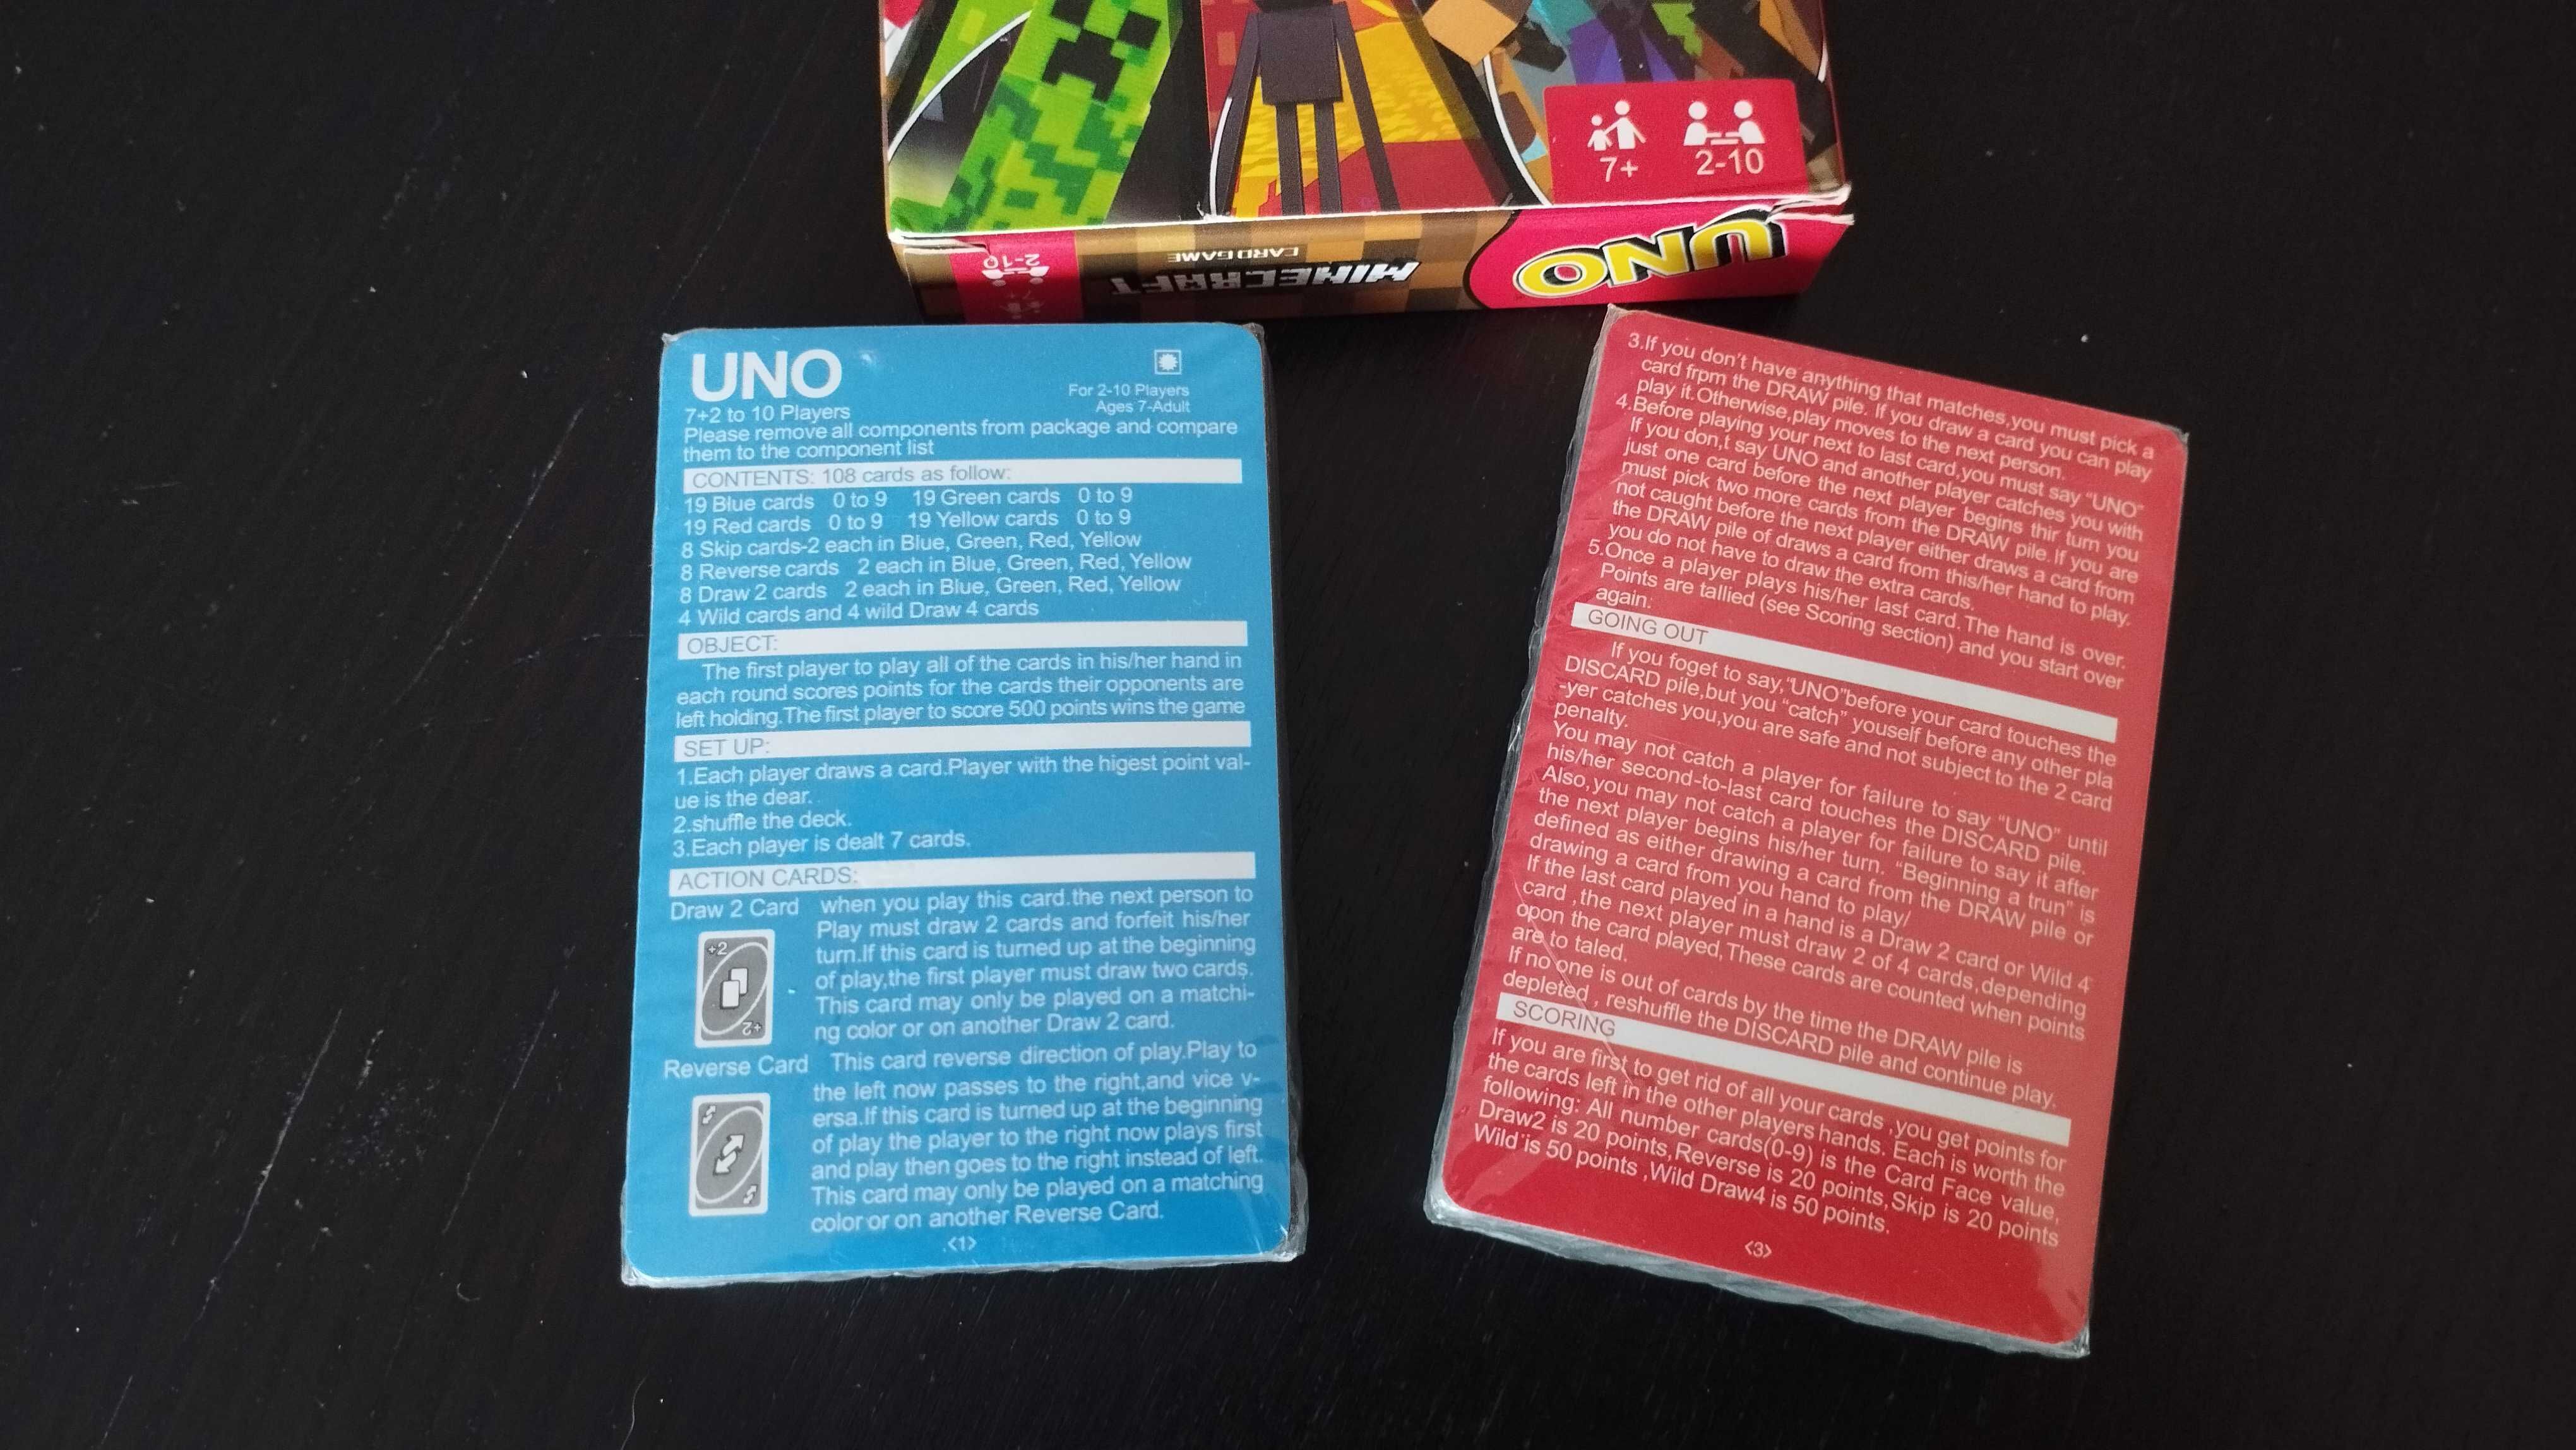 7+ 2-10
UNO
MINECRAFT
CARD GAME
2-10
UNO
For 2-10 Players
Ages 7-Adult
7+2 to 10 Players
Please remove all components from package and compare
them to the component list
CONTENTS: 108 cards as follow:
19 Blue cards 0 to 9 19 Green cards 0 to 9
19 Red cards 0 to 9 19 Yellow cards 0 to 9
8 Skip cards-2 each in Blue, Green, Red, Yellow
8 Reverse cards 2 each in Blue, Green, Red, Yellow
8 Draw 2 cards 2 each in Blue, Green, Red, Yellow
4 Wild cards and 4 wild Draw 4 cards
OBJECT:
The first player to play all of the cards in his/her hand in
each round scores points for the cards their opponents are
left holding.The first player to score 500 points wins the game
SET UP:
1.Each player draws a card.Player with the higest point val-
ue is the dear.
2.shuffle the deck.
3.Each player is dealt 7 cards.
ACTION CARDS:
Draw 2 Card when you play this card.the next person to
Play must draw 2 cards and forfeit his/her
turn.If this card is turned up at the beginning
of play,the first player must draw two cards.
This card may only be played on a matchi-
ng color or on another Draw 2 card.
+2
+2
Reverse Card This card reverse direction of play.Play to
the left now passes to the right,and vice v-
ersa.If this card is turned up at the beginning
of play the player to the right now plays first
and play then goes to the right instead of left.
This card may only be played on a matching
color or on another Reverse Card.
<1>
3.If you don't have anything that matches,you must pick a
card frpm the DRAW pile. If you draw a card you can play
play it.Otherwise,play moves to the next person.
4.Before playing your next to last card,you must say "UNO"
If you don,t say UNO and another player catches you with
just one card before the next player begins thir turn you
must pick two more cards from the DRAW pile.If you are
not caught before the next player either draws a card from
the DRAW pile of draws a card from this/her hand to play.
you do not have to draw the extra cards.
5.Once a player plays his/her last card.The hand is over.
Points are tallied (see Scoring section) and you start over
again:
GOING OUT
If you foget to say,"UNO"before your card touches the
DISCARD pile,but you "catch" youself before any other pla
-yer catches you,you are safe and not subject to the 2 card
penalty.
You may not catch a player for failure to say "UNO" until
his/her second-to-last card touches the DISCARD pile.
Also,you may not catch a player for failure to say it after
the next player begins his/her turn. "Beginning a trun" is
defined as either drawing a card from the DRAW pile or
drawing a card from you hand to play/
If the last card played in a hand is a Draw 2 card or Wild 4
card ,the next player must draw 2 of 4 cards,depending
opon the card played,These cards are counted when points
are to taled.
If no one is out of cards by the time the DRAW pile is
depleted , reshuffle the DISCARD pile and continue play.
SCORING
If you are first to get rid of all your cards ,you get points for
the cards left in the other players hands. Each is worth the
following: All number cards(0-9) is the Card Face value,
Draw2 is 20 points,Reverse is 20 points,Skip is 20 points
Wild is 50 points ,Wild Draw4 is 50 points.
<3>